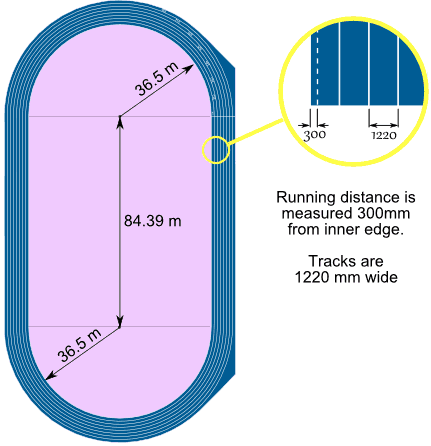 36.5 m
300
1220
84.39 m
Running distance is
measured 300mm
from inner edge.
Tracks are
1220 mm wide
36.5 m